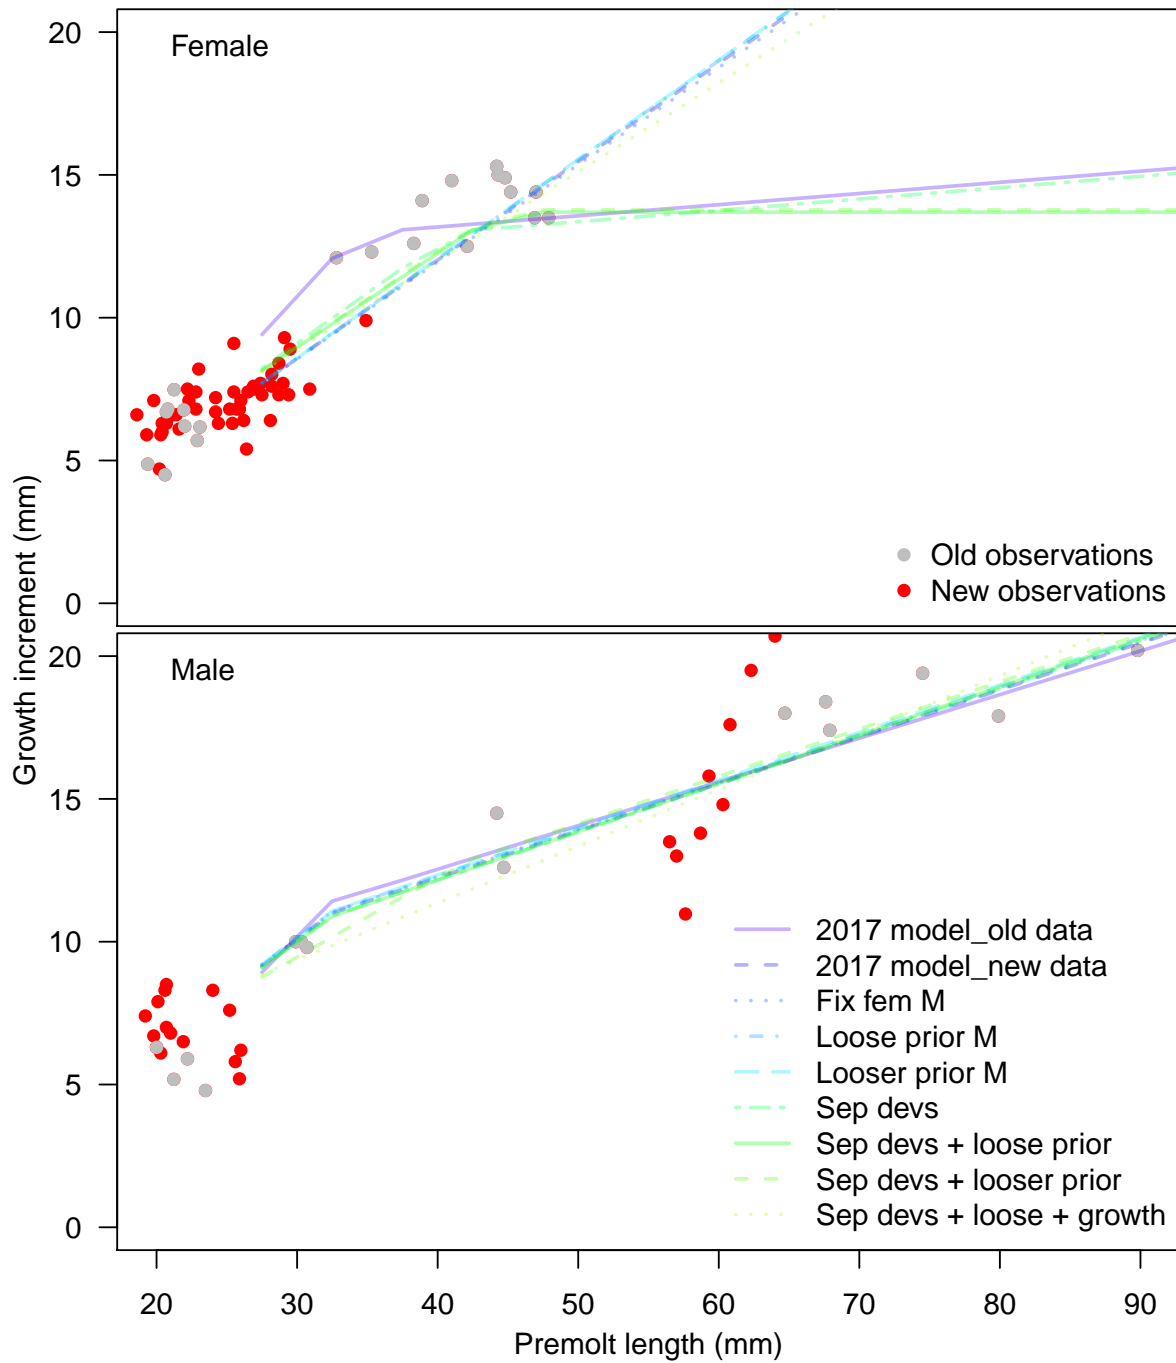 20
Female
15
10
5
0
Old observations
New observations
Growth increment (mm)
20
Male
15
10
5
0
2017 model_old data
2017 model_new data
Fix fem M
Loose prior M
Looser prior M
Sep devs
Sep devs + loose prior
Sep devs + looser prior
Sep devs + loose + growth
20 30 40 50 60 70 80 90
Premolt length (mm)